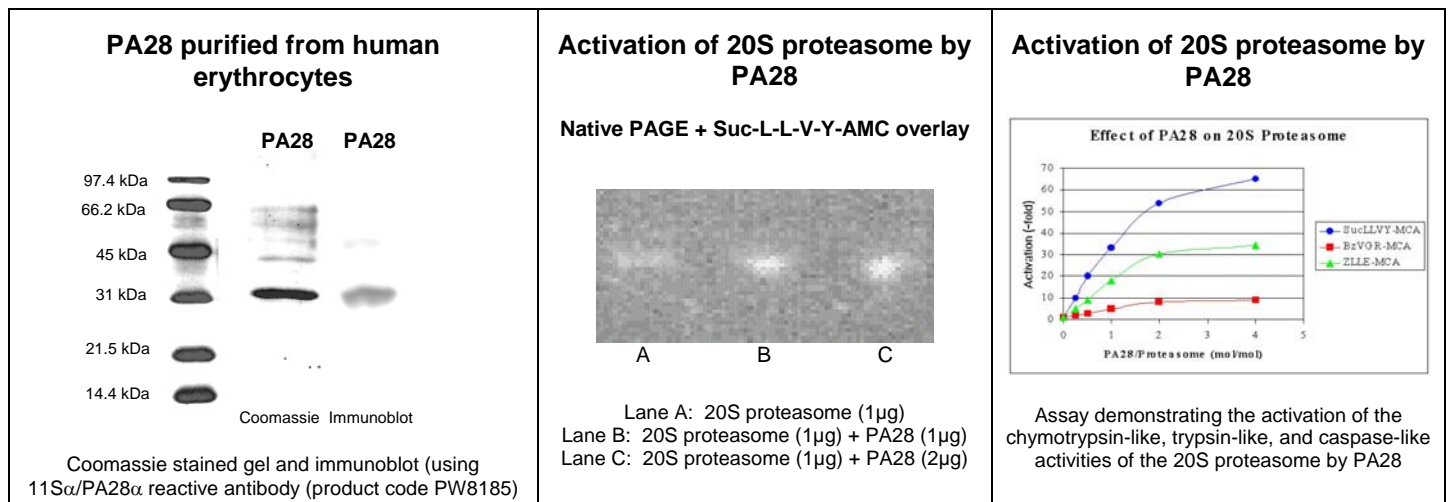 PA28 purified from human
erythrocytes
PA28 PA28
97.4 kDa
66.2 kDa
45 kDa
31 kDa
21.5 kDa
14.4 kDa
Coomassie Immunoblot
Coomassie stained gel and immunoblot (using
11Sα/PA28α reactive antibody (product code PW8185)
Activation of 20S proteasome by
PA28
Native PAGE + Suc-L-L-V-Y-AMC overlay
A B C
Lane A: 20S proteasome (1µg)
Lane B: 20S proteasome (1µg) + PA28 (1µg)
Lane C: 20S proteasome (1µg) + PA28 (2µg)
Activation of 20S proteasome by
PA28
Effect of PA28 on 20S Proteasome
Activation (-fold)
70
60
50
40
30
20
10
0
0 1 2 3 4 5
PA28/Proteasome (mol/mol)
SucLLVY-MCA
BzVGR-MCA
ZLLE-MCA
Assay demonstrating the activation of the
chymotrypsin-like, trypsin-like, and caspase-like
activities of the 20S proteasome by PA28